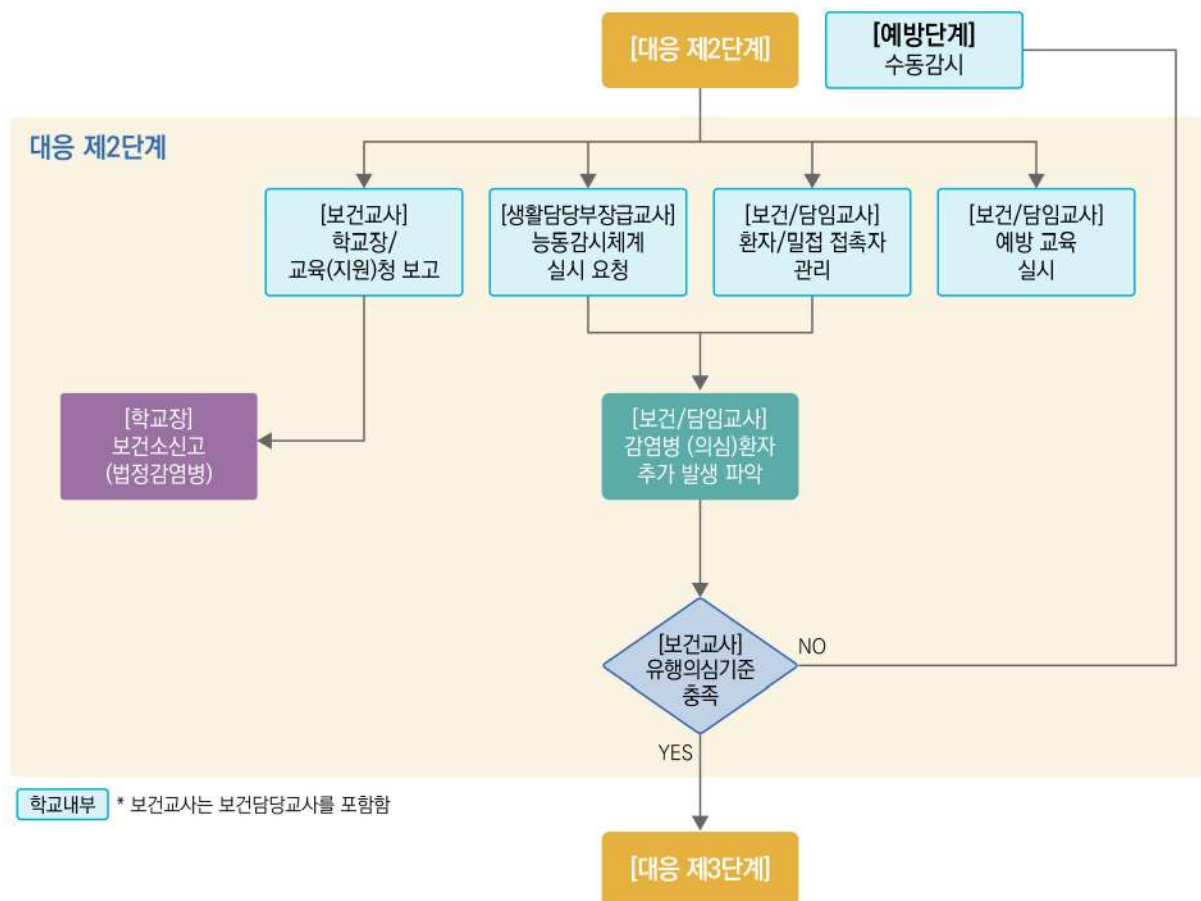 [대응 제2단계]
[예방단계]
수동감시
대응 제2단계
[보건교사]
학교장/
교육(지원)청 보고
[생활담당부장급교사]
능동감시체계
실시 요청
[보건/담임교사]
환자/밀접 접촉자
관리
[보건/담임교사]
예방 교육
실시
[학교장]
보건소신고
(법정감염병)
[보건/담임교사]
감염병 (의심)환자
추가 발생 파악
[보건교사]
유행의심기준
충족
NO
YES
학교내부 * 보건교사는 보건담당교사를 포함함
[대응 제3단계]